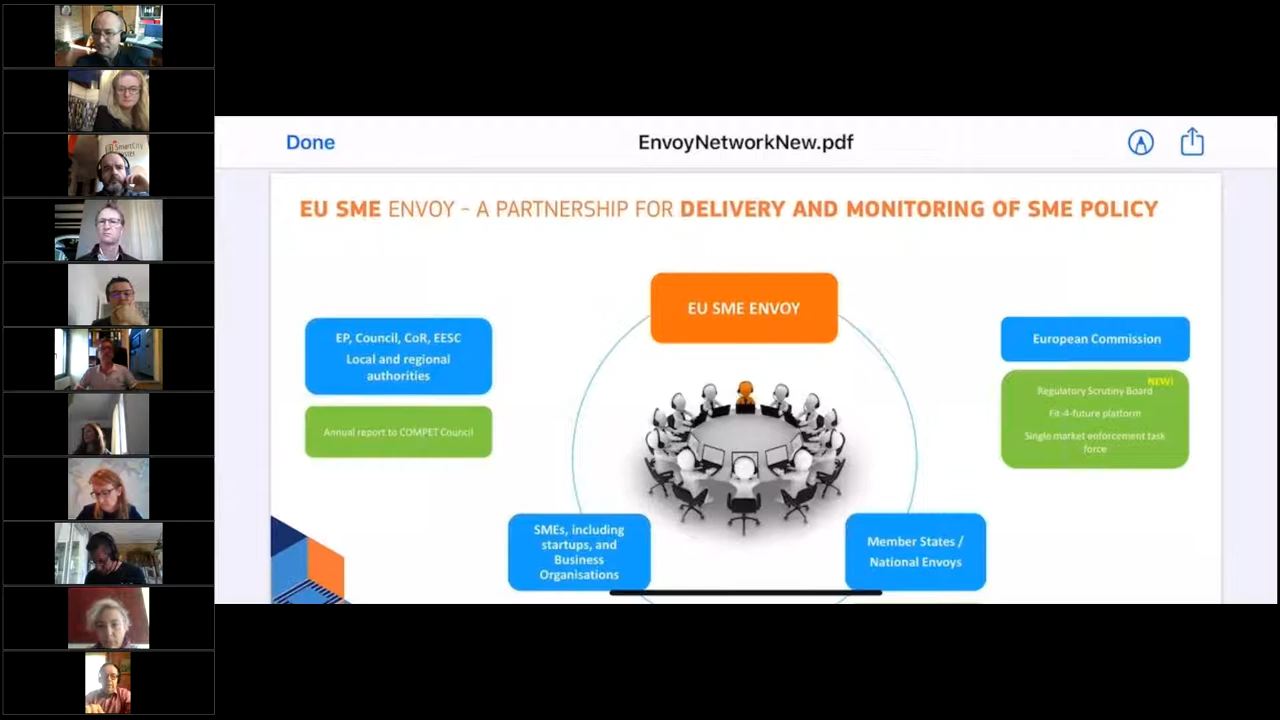 SmartCity
Done
EnvoyNetworkNew.pdf
EU SME ENVOY – A PARTNERSHIP FOR DELIVERY AND MONITORING OF SME POLICY
EU SME ENVOY
EP, Council, CoR, EESC
Local and regional
authorities
Annual report to COMPET Council
European Commission
NEW!
Regulatory Scrutiny Board
Fit-4-future platform
Single market enforcement task
force
SMEs, including
startups, and
Business
Organisations
Member States /
National Envoys